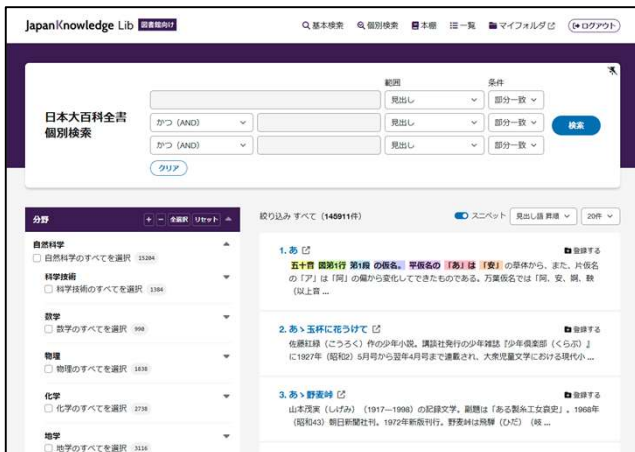 JapanKnowledge Lib 図書館向け
基本検索 個別検索 本棚 一覧 マイフォルダ ログアウト
範囲 条件
見出し 部分一致
日本大百科全書
個別検索
かつ (AND) 見出し 部分一致 検索
かつ (AND) 見出し 部分一致
クリア
分野 + − 全選択 リセット
絞り込み すべて (148911件) スニペット 見出し語 昇順 20件
自然科学
自然科学のすべてを選択 15284
科学技術
科学技術のすべてを選択 1384
数学
数学のすべてを選択 998
物理
物理のすべてを選択 1838
化学
化学のすべてを選択 2738
地学
地学のすべてを選択 3116
1. あ 登録する
五十音 図第1行 第1段 の仮名。 平仮名の 「あ」は 「安」 の草体から、また、片仮名
の「ア」は「阿」の偏から変化してできたものである。万葉仮名では「阿、安、婀、鞅
(以上音 ...
2. あゝ玉杯に花うけて 登録する
佐藤紅緑（こうろく）作の少年小説。講談社発行の少年雑誌『少年倶楽部（くらぶ）』
に1927年（昭和2）5月号から翌年4月号まで連載され、大衆児童文学における現代小 ...
3. あゝ野麦峠 登録する
山本茂実（しげみ）（1917―1998）の記録文学。副題は「ある製糸工女哀史」。1968年
（昭和43）朝日新聞社刊。1972年新版刊行。野麦峠は飛騨（ひだ）（岐 ...